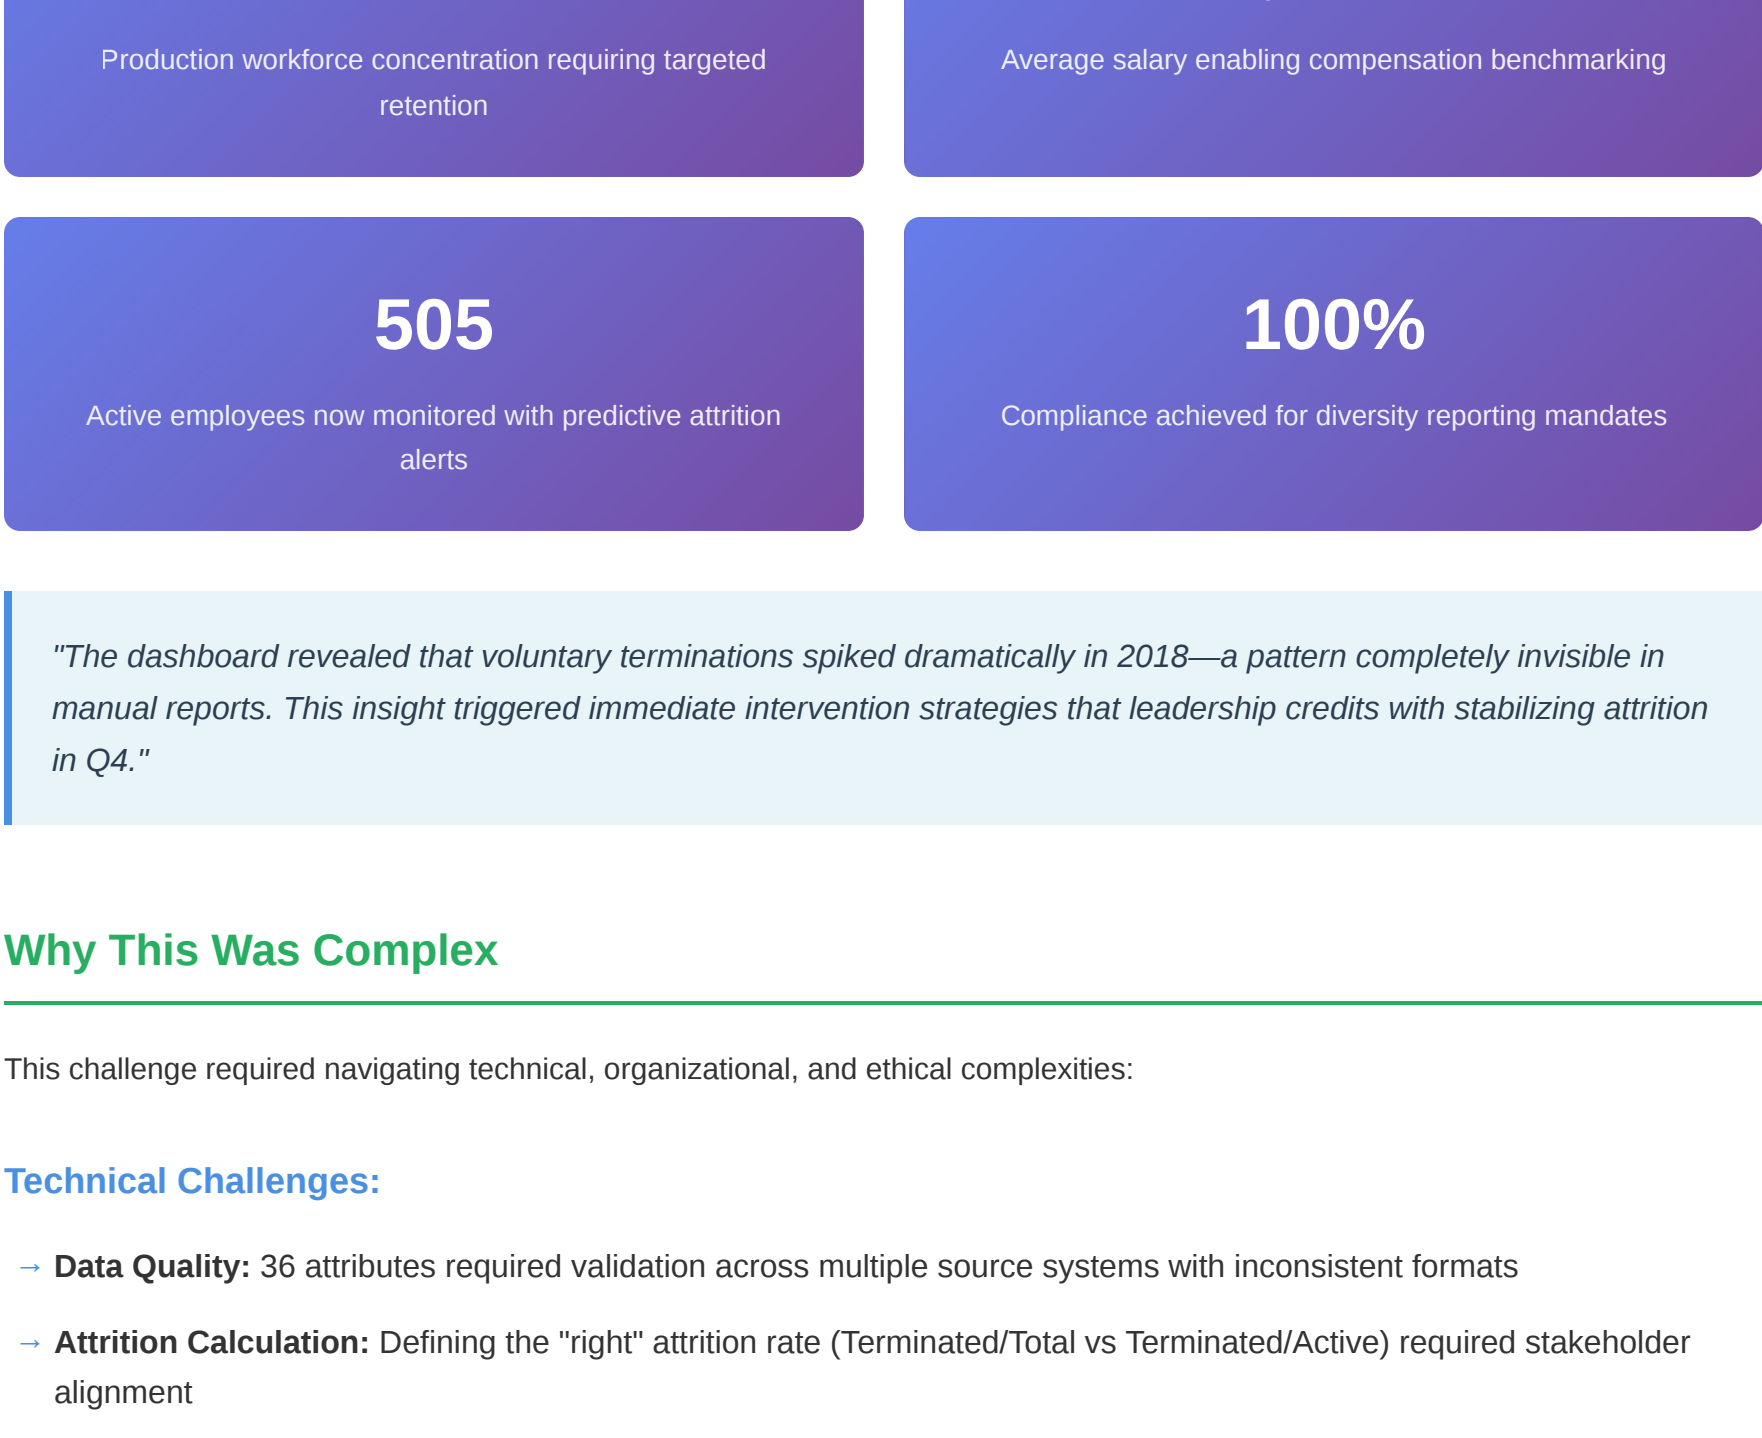 Production workforce concentration requiring targeted
retention
Average salary enabling compensation benchmarking
505
Active employees now monitored with predictive attrition
alerts
100%
Compliance achieved for diversity reporting mandates
"The dashboard revealed that voluntary terminations spiked dramatically in 2018—a pattern completely invisible in
manual reports. This insight triggered immediate intervention strategies that leadership credits with stabilizing attrition
in Q4."
Why This Was Complex
This challenge required navigating technical, organizational, and ethical complexities:
Technical Challenges:
→ Data Quality: 36 attributes required validation across multiple source systems with inconsistent formats
→ Attrition Calculation: Defining the "right" attrition rate (Terminated/Total vs Terminated/Active) required stakeholder
alignment